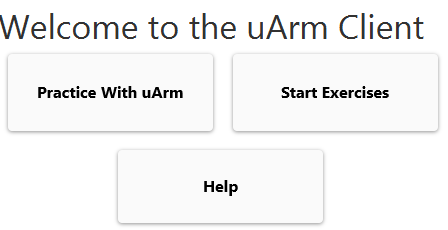 Welcome to the uArm Client
Practice With uArm
Start Exercises
Help